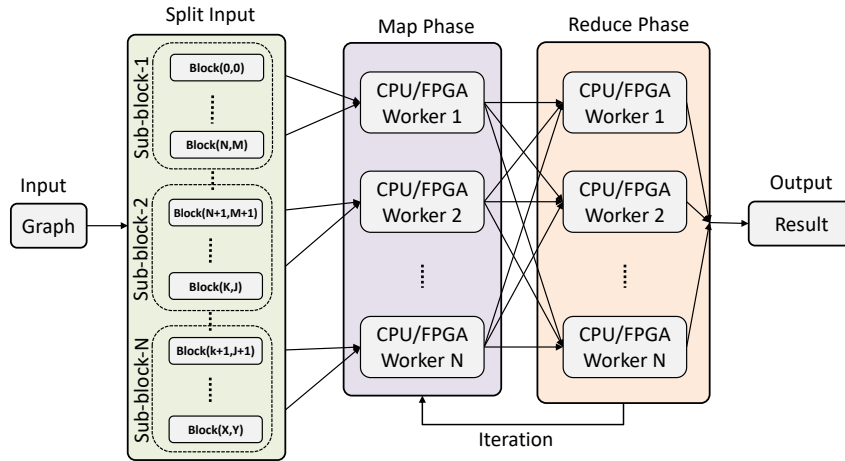 Split Input
Map Phase
Reduce Phase
Input
Graph
Sub-block-1
Block(0,0)
Block(N,M)
Sub-block-2
Block(N+1,M+1)
Block(K,J)
Sub-block-N
Block(k+1,J+1)
Block(X,Y)
CPU/FPGA
Worker 1
CPU/FPGA
Worker 2
CPU/FPGA
Worker N
CPU/FPGA
Worker 1
CPU/FPGA
Worker 2
CPU/FPGA
Worker N
Output
Result
Iteration